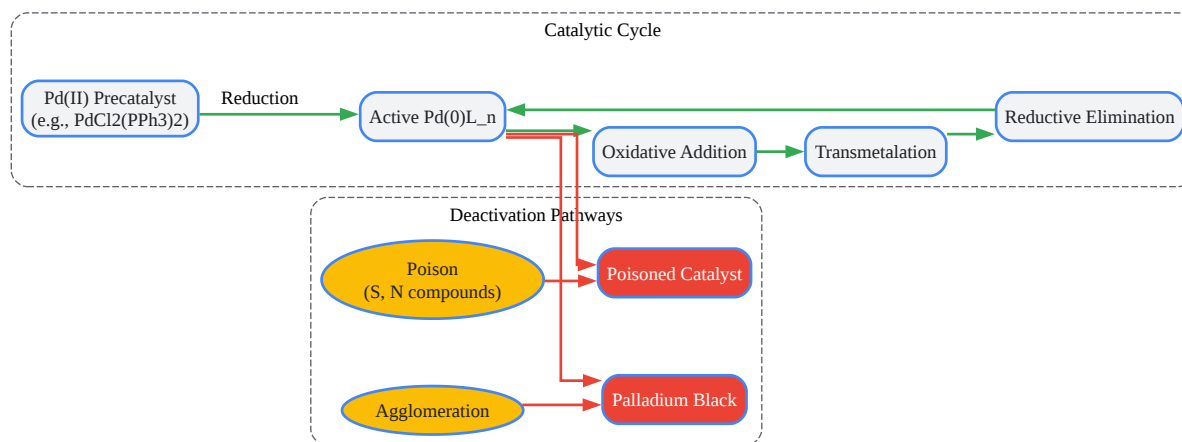 Catalytic Cycle
Pd(II) Precatalyst
(e.g., PdCl2(PPh3)2)
Reduction
Active Pd(0)L_n
Oxidative Addition
Transmetalation
Reductive Elimination
Deactivation Pathways
Poison
(S, N compounds)
Poisoned Catalyst
Agglomeration
Palladium Black